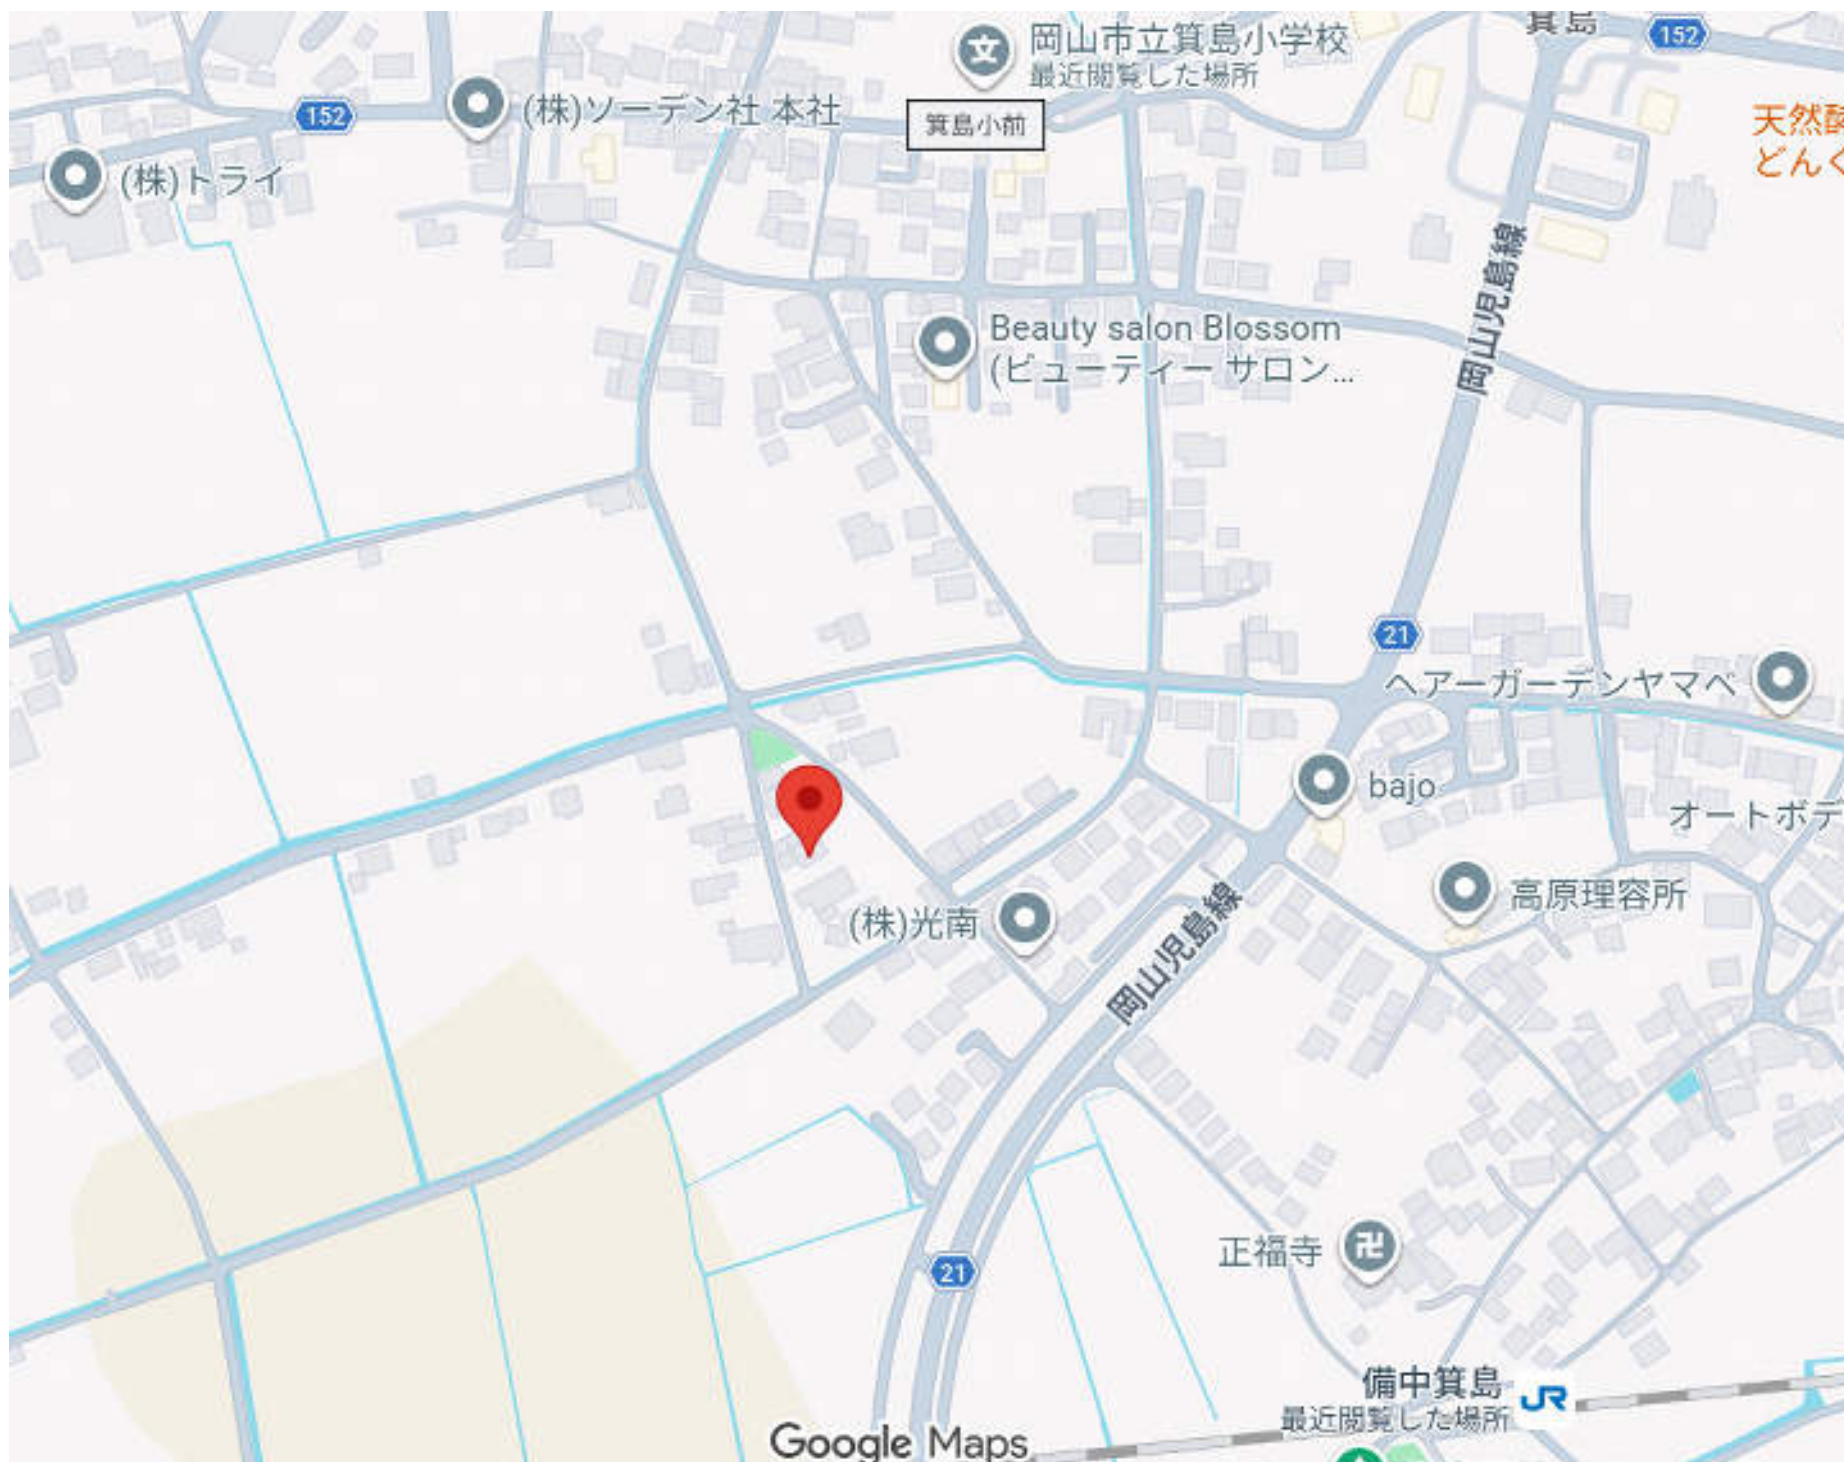 箕島
152
岡山市立箕島小学校
最近閲覧した場所
152
(株)ソーデン社 本社
箕島小前
天然
どん
(株)トライ
岡山児島線
Beauty salon Blossom
(ビューティー サロン...
21
ヘアーガーデンヤマベ
bajo
オートボデ
高原理容所
(株)光南
岡山児島線
正福寺
卍
21
備中箕島
JR
最近閲覧した場所
Google Maps